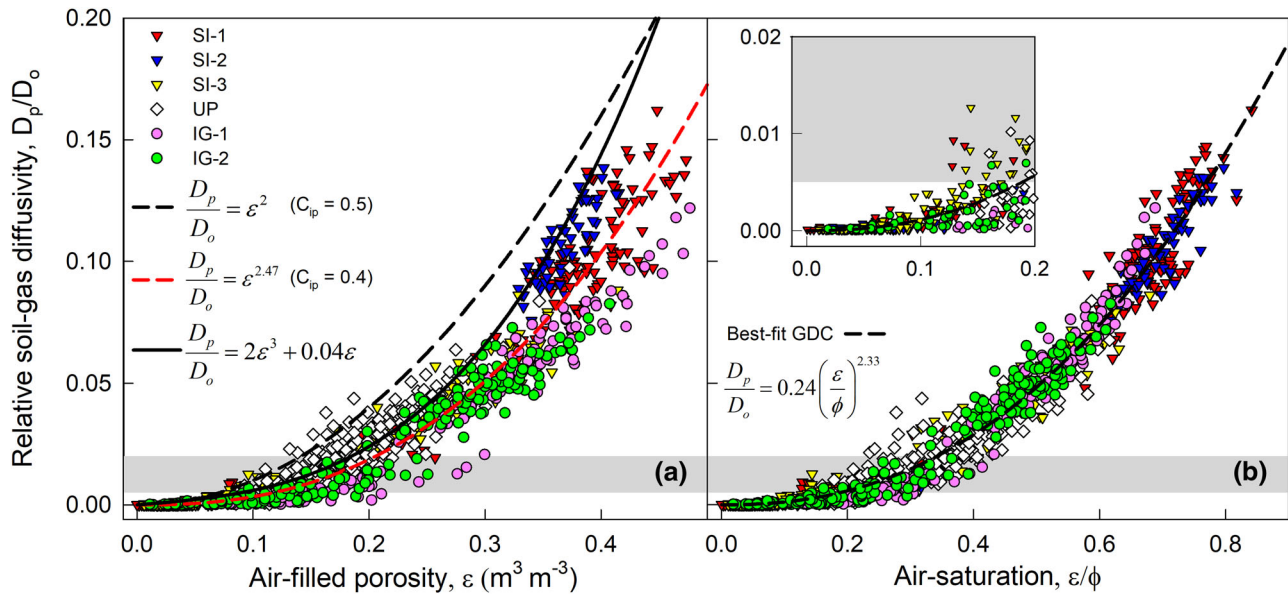 Relative soil-gas diffusivity, Dₚ/Dₒ
0.20
0.15
0.10
0.05
0.00
SI-1
SI-2
SI-3
UP
IG-1
IG-2
Dₚ/Dₒ = ε² (Cᵢₚ = 0.5)
Dₚ/Dₒ = ε^2.47 (Cᵢₚ = 0.4)
Dₚ/Dₒ = 2ε³ + 0.04ε
(a)
0.0 0.1 0.2 0.3 0.4
Air-filled porosity, ε (m³ m⁻³)
0.02
0.01
0.00
0.0 0.1 0.2
Best-fit GDC
Dₚ/Dₒ = 0.24(ε/ϕ)^2.33
(b)
0.0 0.2 0.4 0.6 0.8
Air-saturation, ε/ϕ